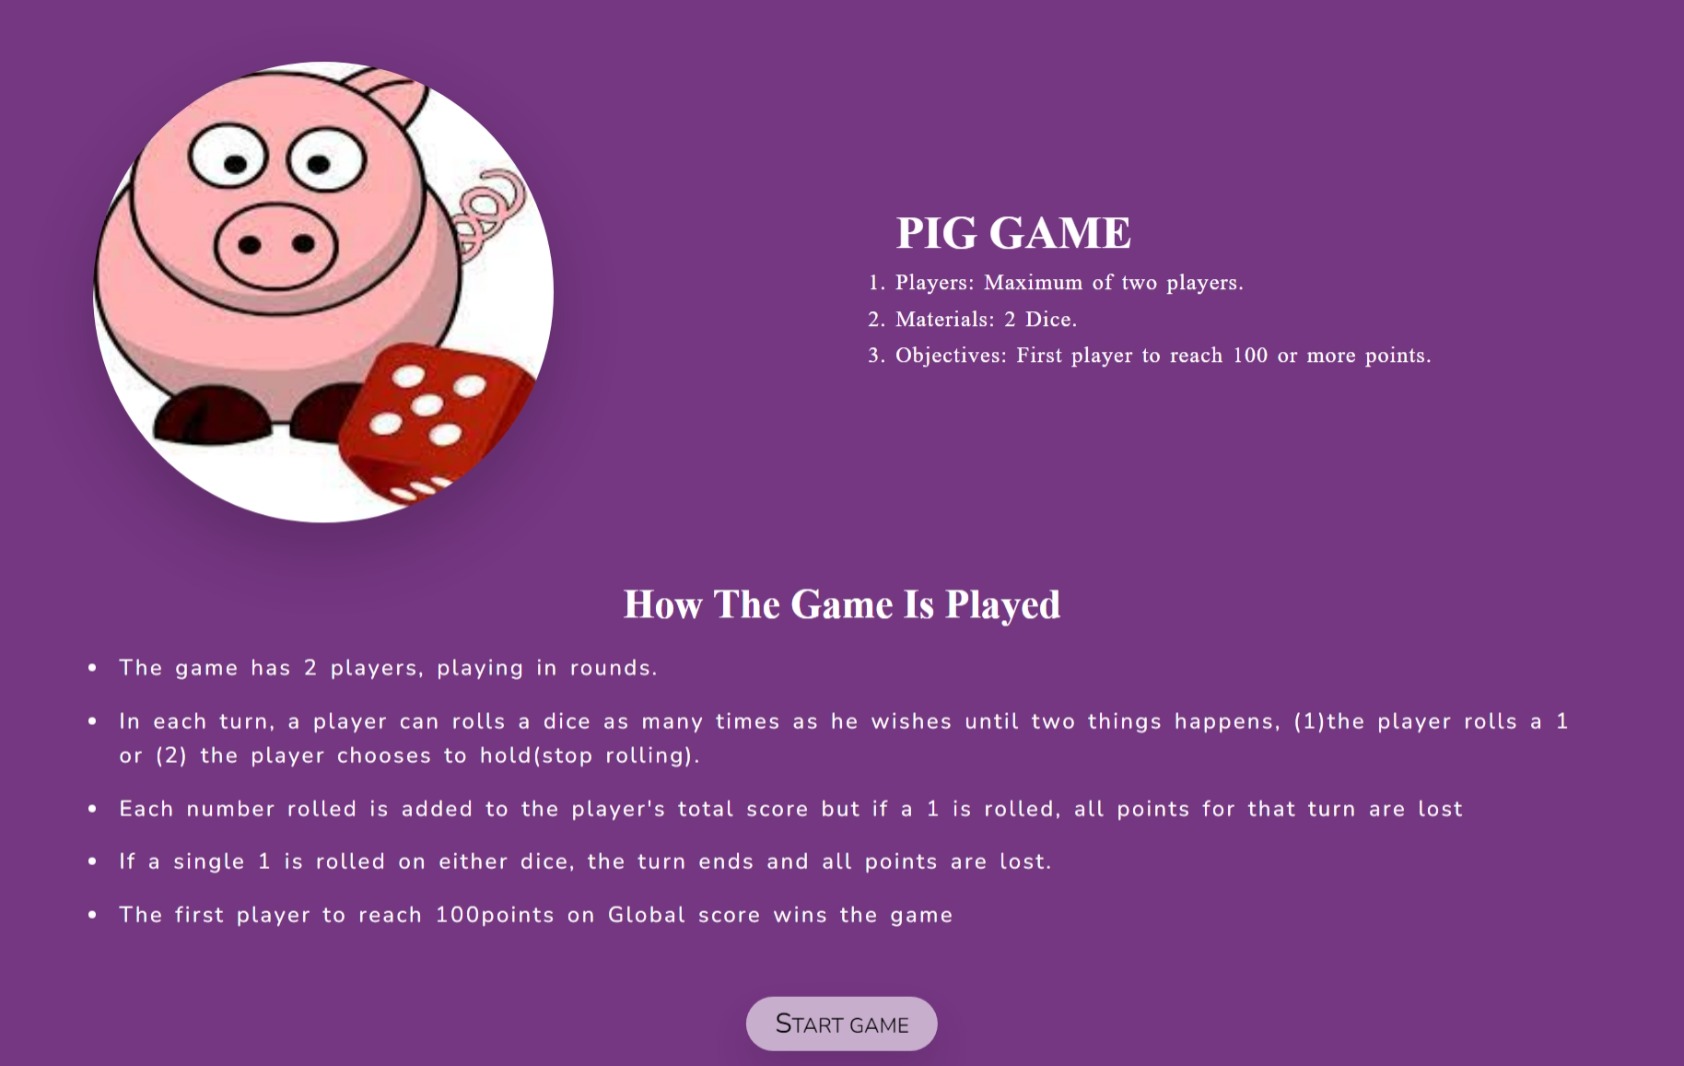 PIG GAME
1. Players: Maximum of two players.
2. Materials: 2 Dice.
3. Objectives: First player to reach 100 or more points.
How The Game Is Played
• The game has 2 players, playing in rounds.
• In each turn, a player can rolls a dice as many times as he wishes until two things happens, (1)the player rolls a 1
or (2) the player chooses to hold(stop rolling).
• Each number rolled is added to the player's total score but if a 1 is rolled, all points for that turn are lost
• If a single 1 is rolled on either dice, the turn ends and all points are lost.
• The first player to reach 100points on Global score wins the game
START GAME